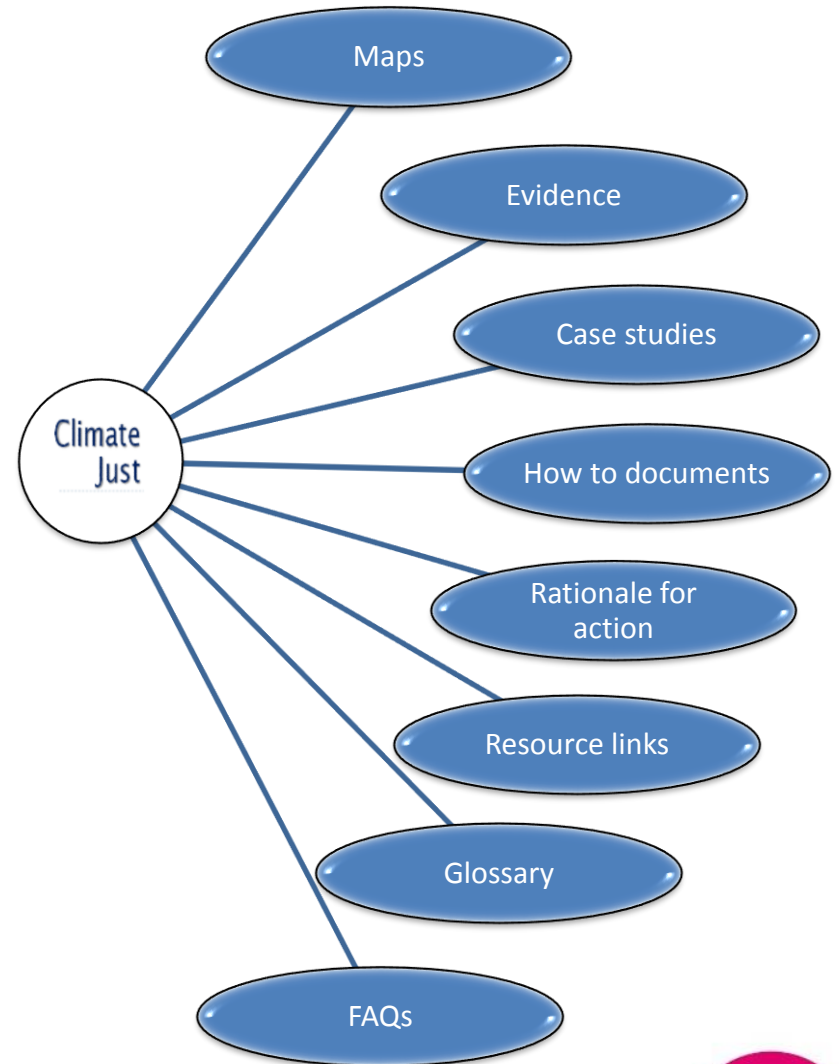 Maps
Evidence
Case studies
Climate
Just
How to documents
Rationale for
action
Resource links
Glossary
FAQs